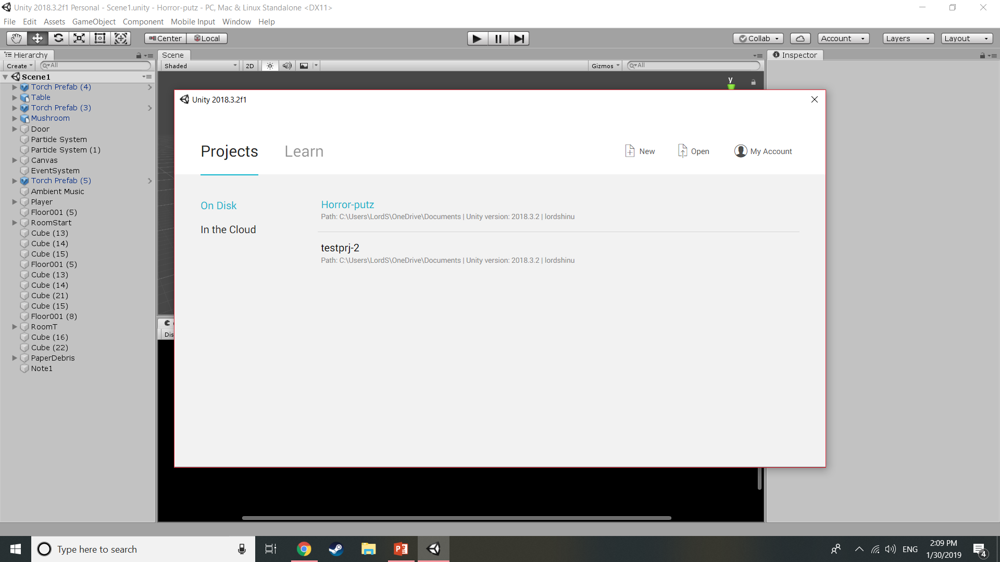 Unity 2018.3.2f1 Personal - Scene1.unity - Horror-putz - PC, Mac & Linux Standalone <DX11>
File Edit Assets GameObject Component Mobile Input Window Help
Center Local Collab Account Layers Layout
Hierarchy
Create All
Scene1
Torch Prefab (4)
Table
Torch Prefab (3)
Mushroom
Door
Particle System
Particle System (1)
Canvas
EventSystem
Torch Prefab (5)
Ambient Music
Player
Floor001 (5)
RoomStart
Cube (13)
Cube (14)
Cube (15)
Floor001 (5)
Cube (13)
Cube (14)
Cube (21)
Cube (15)
Floor001 (8)
RoomT
Cube (16)
Cube (22)
PaperDebris
Note1
Scene
Shaded 2D Gizmos All
y
Dis
Inspector
Unity 2018.3.2f1
Projects Learn New Open My Account
On Disk
In the Cloud
Horror-putz
Path: C:\Users\LordS\OneDrive\Documents | Unity version: 2018.3.2 | lordshinu
testprj-2
Path: C:\Users\LordS\OneDrive\Documents | Unity version: 2018.3.2 | lordshinu
Type here to search
ENG
2:09 PM
1/30/2019
4